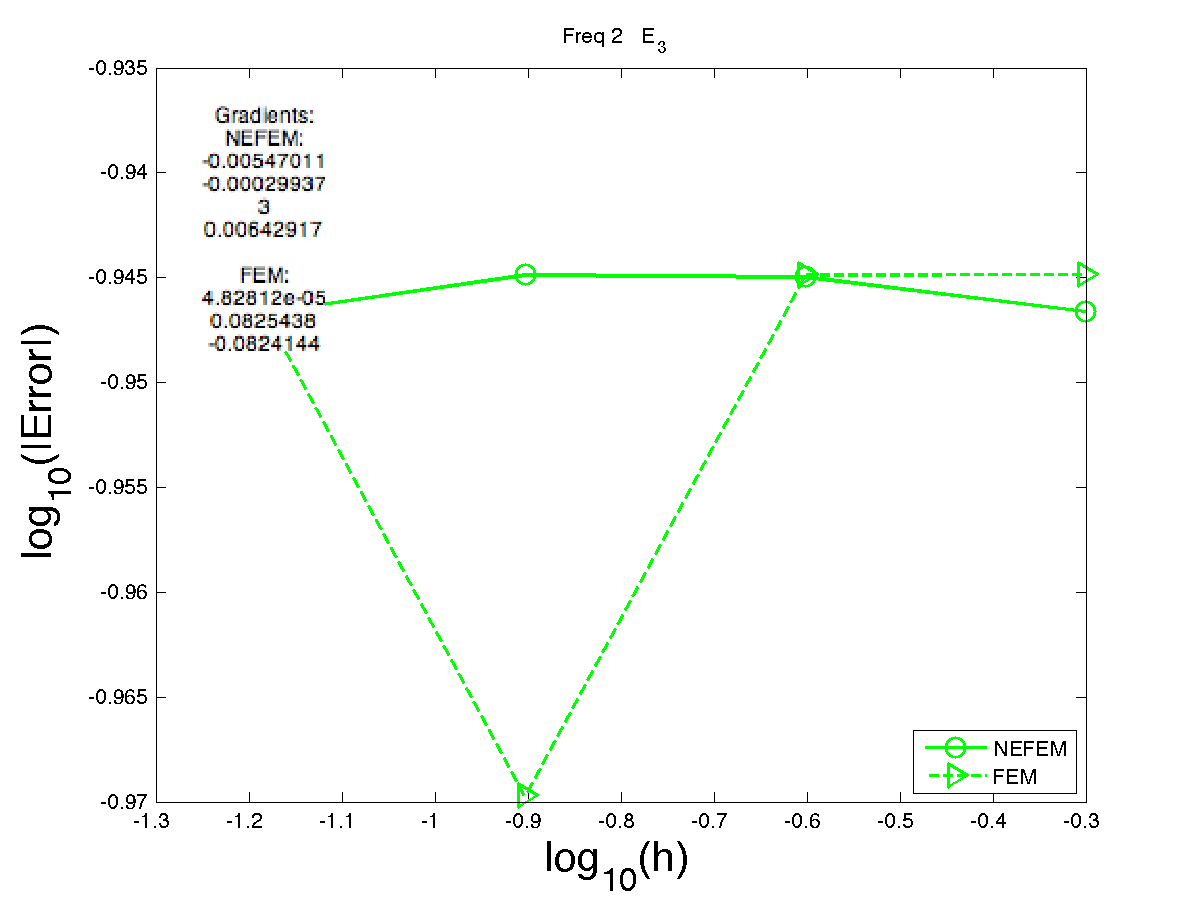 Freq 2 E3
-0.935
-0.94
-0.945
-0.95
-0.955
-0.96
-0.965
-0.97
log10(|Error|)
Gradients:
NEFEM:
-0.00547011
-0.00029937
3
0.00642917
FEM:
4.82812e-05
0.0825438
-0.0824144
NEFEM
FEM
-1.3 -1.2 -1.1 -1 -0.9 -0.8 -0.7 -0.6 -0.5 -0.4 -0.3
log10(h)